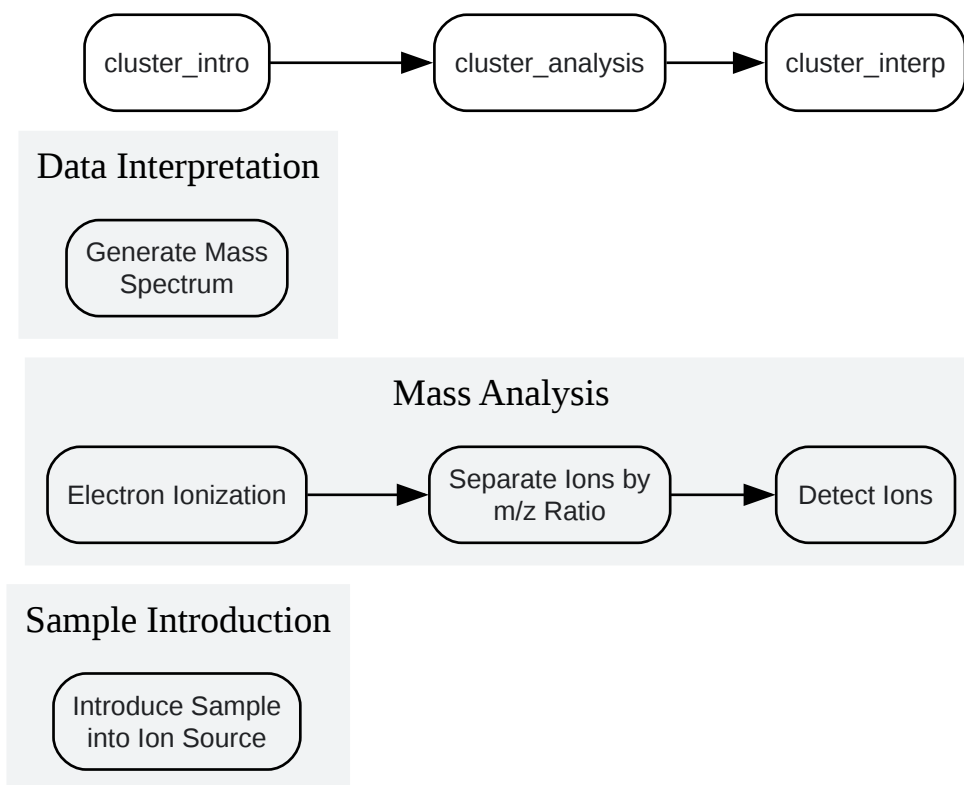 cluster_intro
cluster_analysis
cluster_interp
Data Interpretation
Generate Mass
Spectrum
Mass Analysis
Electron Ionization
Separate Ions by
m/z Ratio
Detect Ions
Sample Introduction
Introduce Sample
into Ion Source